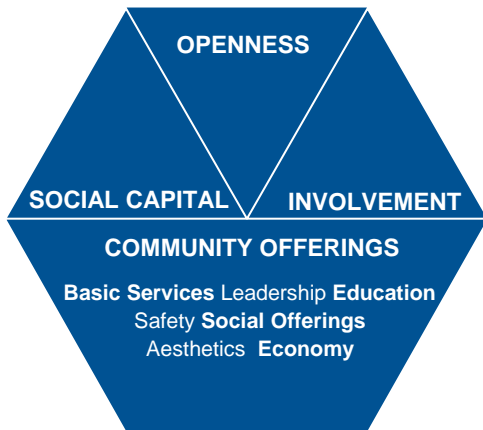 OPENNESS
SOCIAL CAPITAL
INVOLVEMENT
COMMUNITY OFFERINGS
Basic Services Leadership Education
Safety Social Offerings
Aesthetics Economy